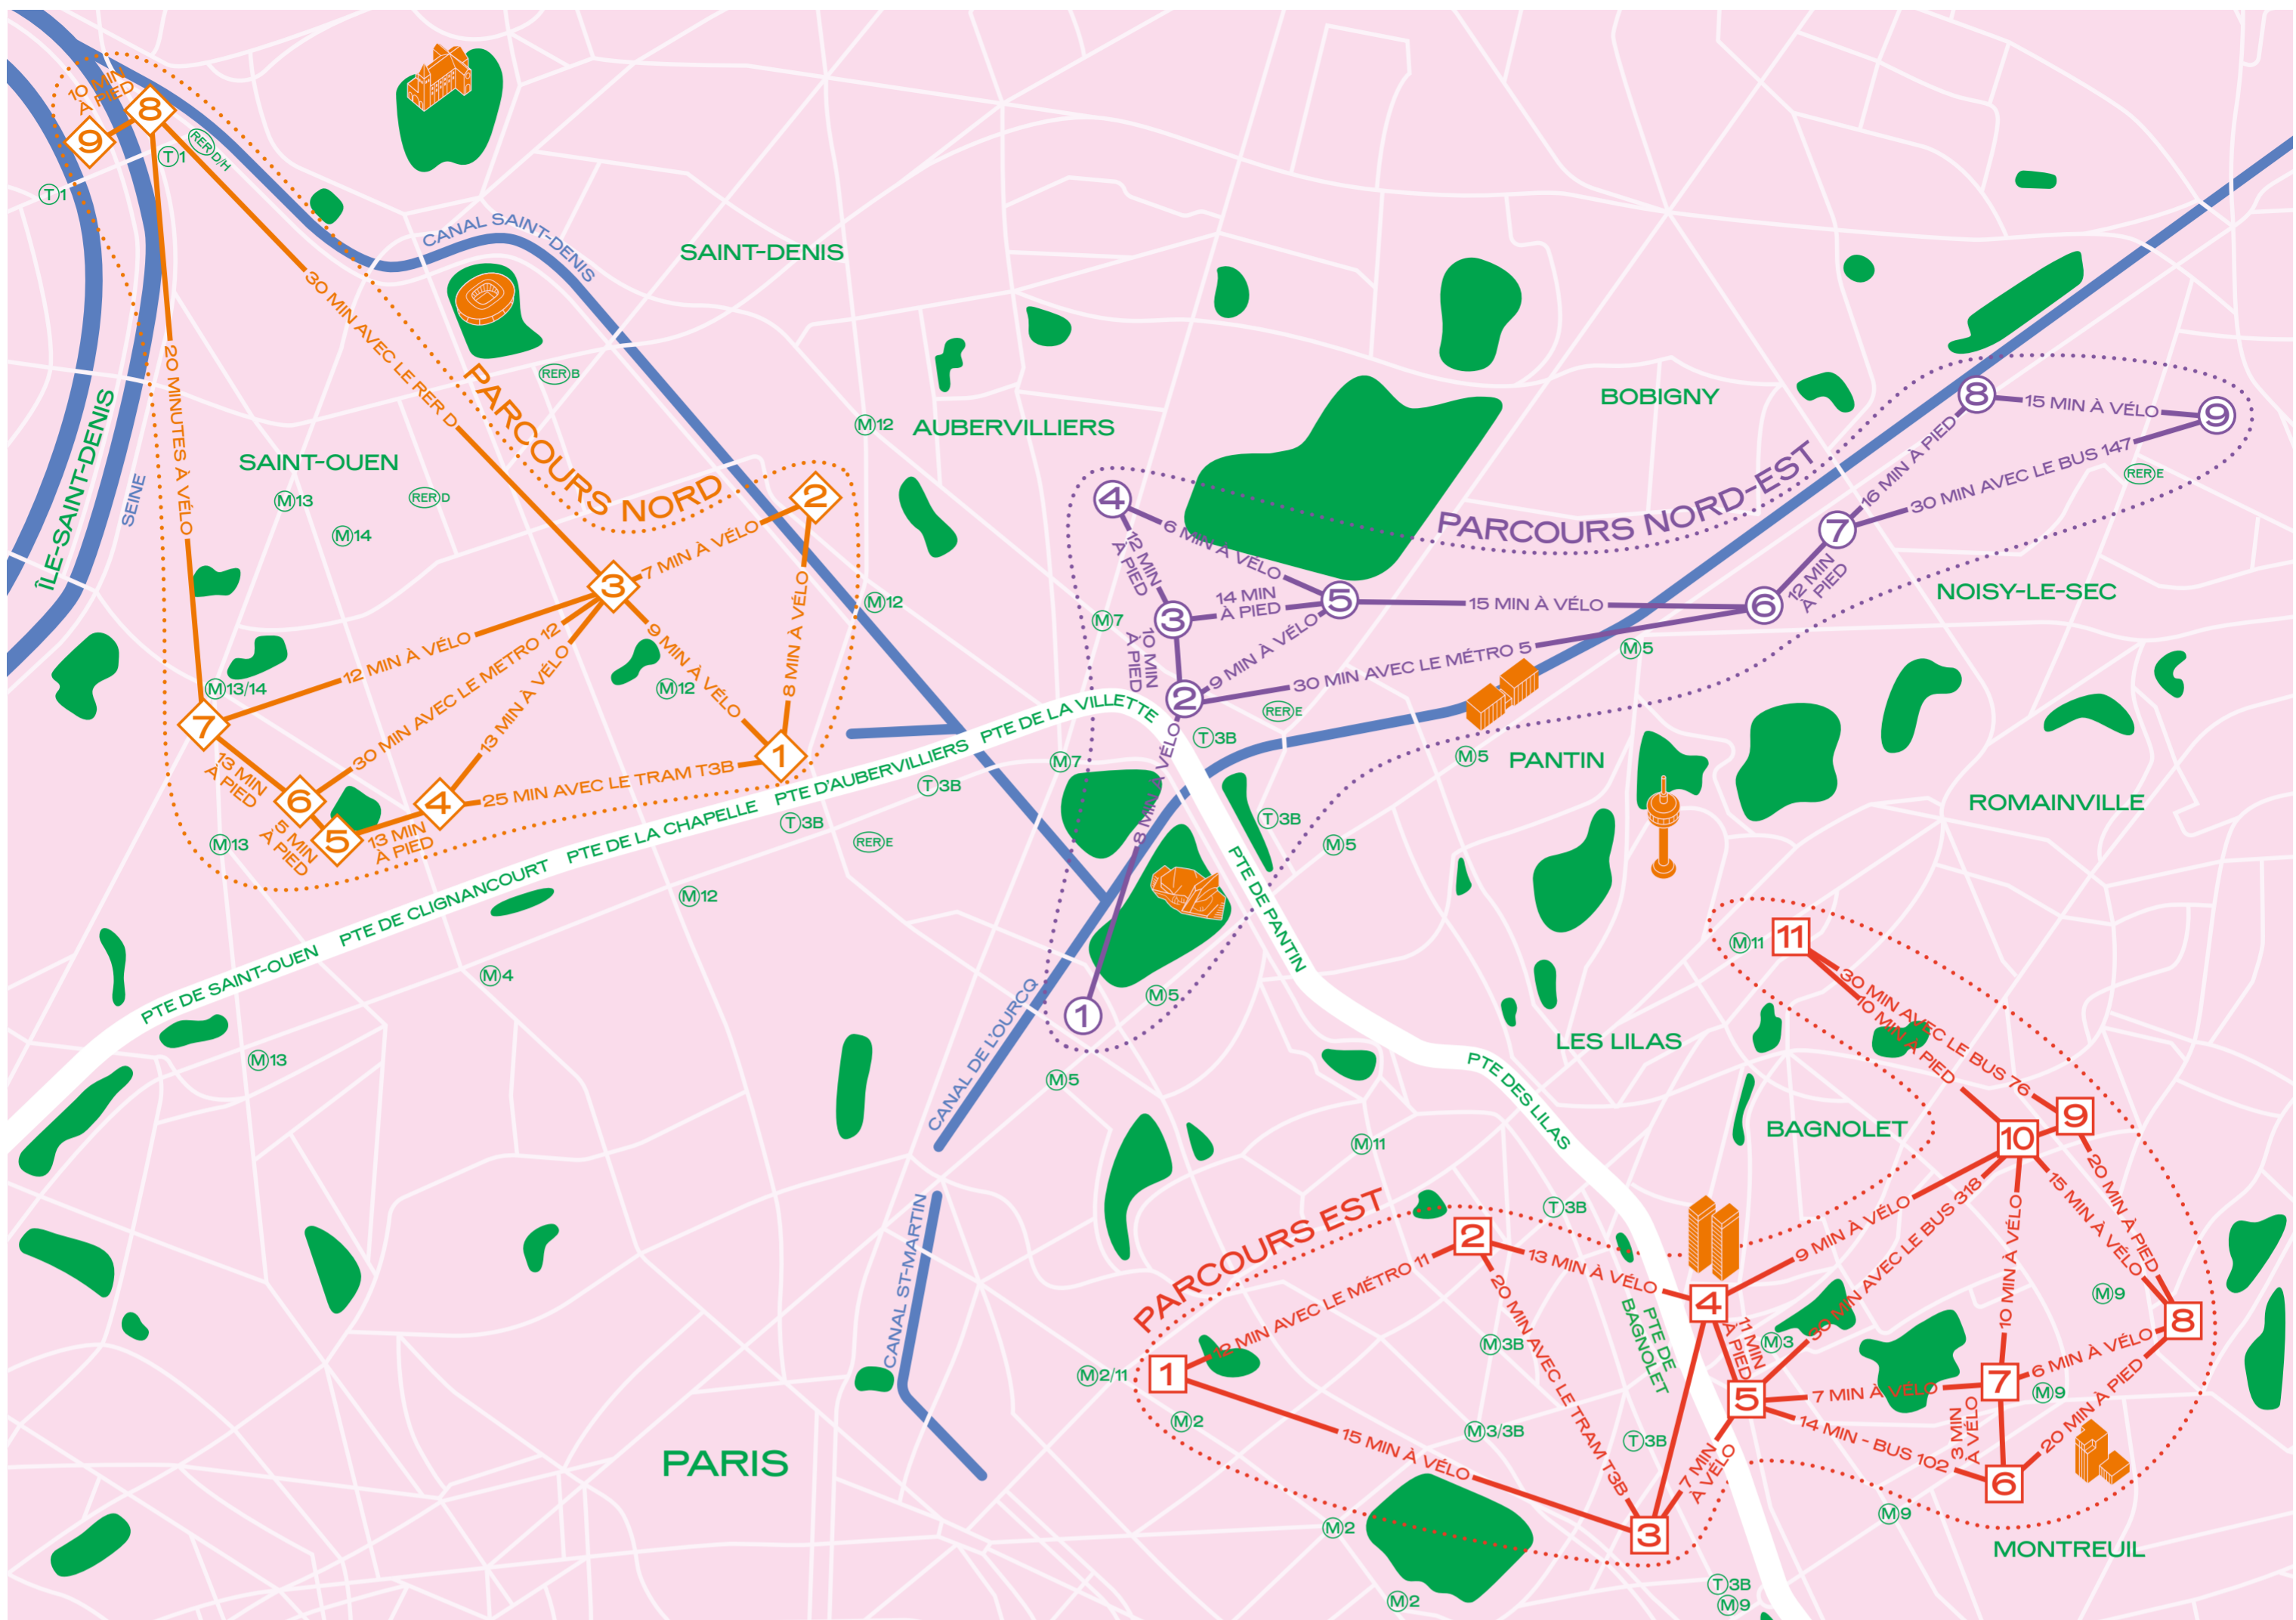 10 MIN
À PIED
8
9
T1
RER D/H
T1
CANAL SAINT-DENIS
SAINT-DENIS
30 MIN AVEC LE RER D
20 MINUTES À VÉLO
ÎLE-SAINT-DENIS
SEINE
RER B
PARCOURS NORD
SAINT-OUEN
M13
M14
RER D
M12
AUBERVILLIERS
2
7 MIN À VÉLO
3
8 MIN À VÉLO
M12
12 MIN À VÉLO
30 MIN AVEC LE METRO 12
13 MIN À VÉLO
9 MIN À VÉLO
M12
M13/14
7
1
13 MIN
À PIED
6
4
25 MIN AVEC LE TRAM T3B
5
5 MIN
À PIED
13 MIN
À PIED
M13
T3B
T3B
RER E
M12
M4
M13
PTE DE SAINT-OUEN
PTE DE CLIGNANCOURT
PTE DE LA CHAPELLE
PTE D'AUBERVILLIERS
PTE DE LA VILLETTE
PTE DE PANTIN
PTE DES LILAS
PTE DE
BAGNOLET
BOBIGNY
PARCOURS NORD-EST
8
15 MIN À VÉLO
9
16 MIN À PIED
30 MIN AVEC LE BUS 147
RER E
7
4
6 MIN À VÉLO
12 MIN
À PIED
M7
3
14 MIN
À PIED
5
15 MIN À VÉLO
6
12 MIN
À PIED
NOISY-LE-SEC
10 MIN
À PIED
9 MIN À VÉLO
30 MIN AVEC LE MÉTRO 5
M5
2
RER E
T3B
M7
M5
PANTIN
8 MIN À VÉLO
T3B
M5
ROMAINVILLE
1
M5
M5
CANAL DE L'OURCQ
CANAL ST-MARTIN
PARIS
LES LILAS
M11
11
M11
30 MIN AVEC LE BUS 76
10 MIN À PIED
BAGNOLET
9
10
20 MIN À PIED
15 MIN À VÉLO
PARCOURS EST
T3B
2
12 MIN AVEC LE MÉTRO 11
13 MIN À VÉLO
9 MIN À VÉLO
30 MIN AVEC LE BUS 318
10 MIN À VÉLO
4
11 MIN
À PIED
M3
M9
8
M3B
20 MIN AVEC LE TRAM T3B
M2/11
1
M2
15 MIN À VÉLO
M3/3B
T3B
5
7 MIN À VÉLO
7
6 MIN À VÉLO
M9
14 MIN - BUS 102
3 MIN
À VÉLO
20 MIN À PIED
6
7 MIN
À VÉLO
3
M2
M9
MONTREUIL
M2
T3B
M9